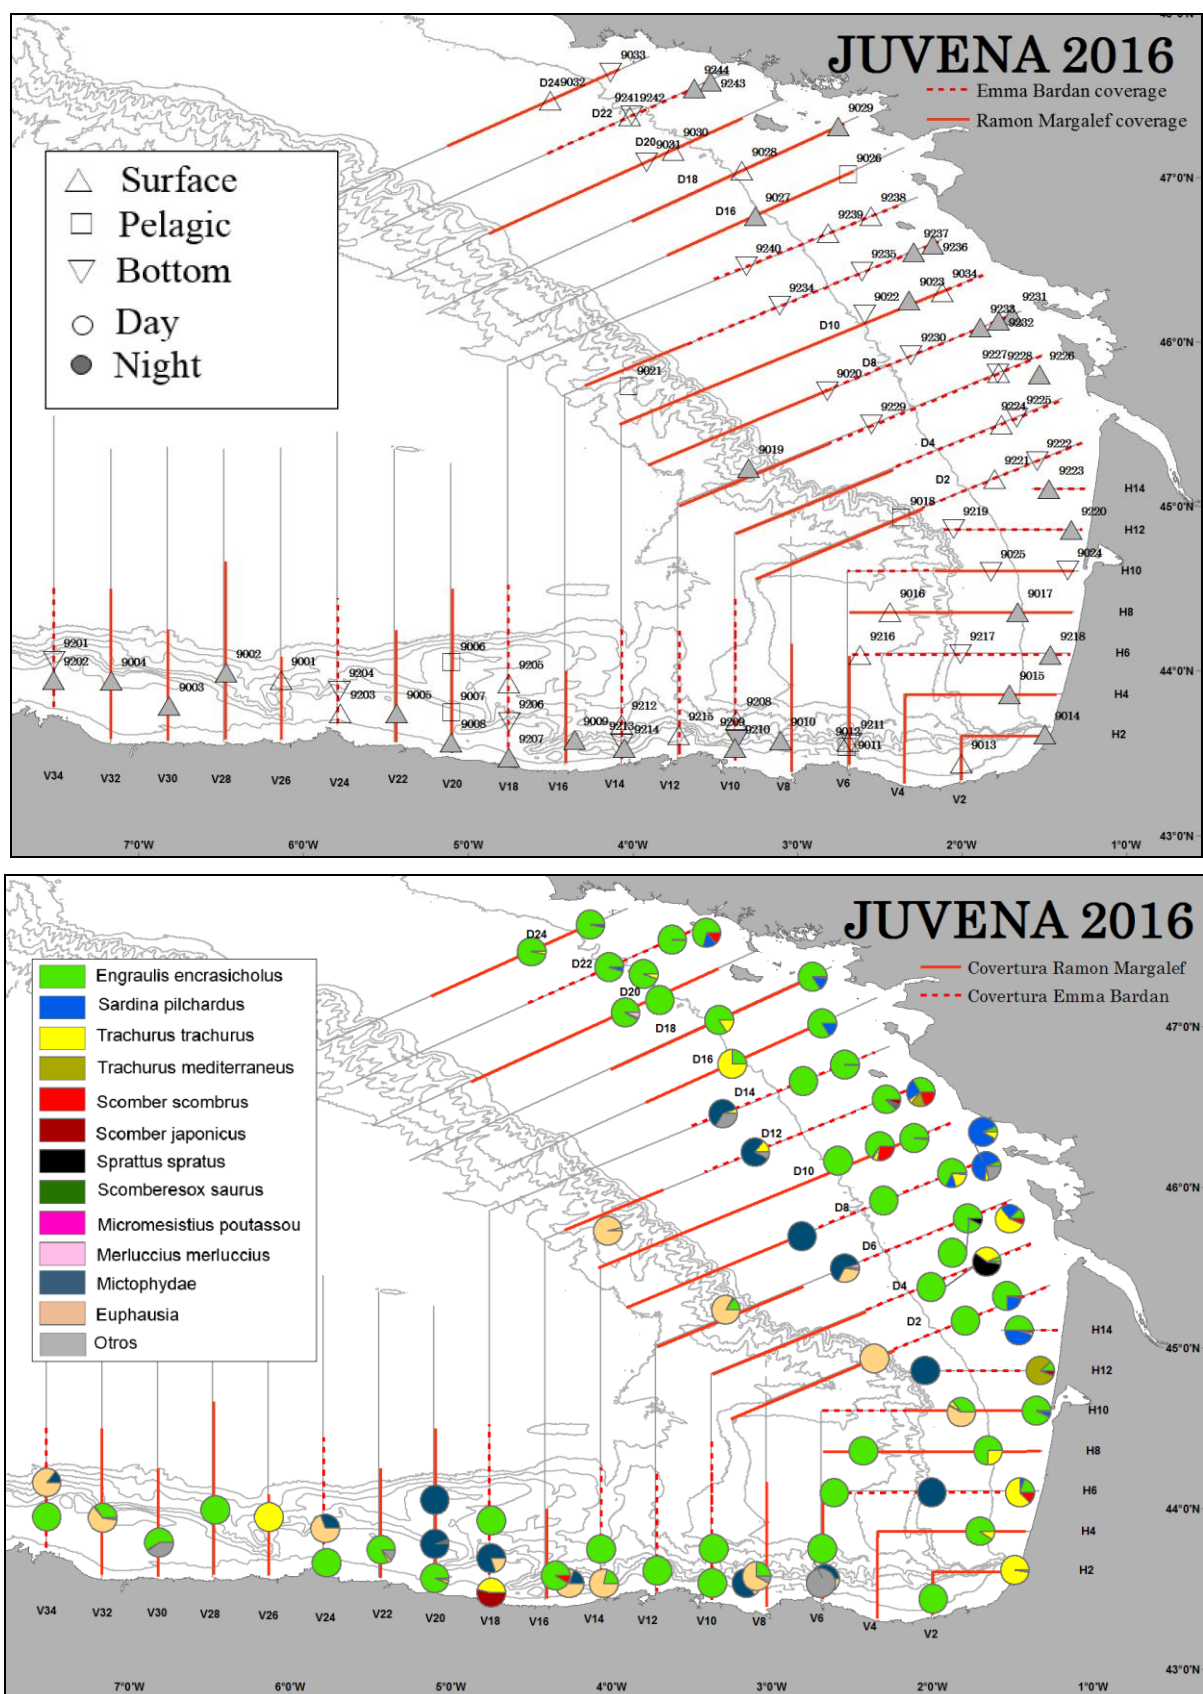 JUVENA 2016
Emma Bardan coverage
Ramon Margalef coverage
Surface
Pelagic
Bottom
Day
Night
9033
D24 9032
9244
9243
9241 9242
D22
9029
9030
D20
9031
9028
9026
D18
47°0'N
9027
D16
9238
9239
9237
9236
9240
9235
9034
9023
9234
9022
9231
9233
9232
D10
9230
46°0'N
D8
9227
9228
9226
9021
9020
9225
9224
9229
9222
D4
9019
9221
9223
D2
H14
9018
9219
9220
45°0'N
H12
9025
9024
H10
9016
9017
H8
9201
9006
9216
9217
9218
9202
9004
9002
9001
9204
9205
H6
44°0'N
9003
9203
9005
9007
9206
9212
9208
9015
H4
9008
9009
9213
9215
9209
9010
9211
9014
9207
9214
9210
9012
9011
9013
H2
V34
V32
V30
V28
V26
V24
V22
V20
V18
V16
V14
V12
V10
V8
V6
V4
V2
43°0'N
7°0'W
6°0'W
5°0'W
4°0'W
3°0'W
2°0'W
1°0'W
JUVENA 2016
Covertura Ramon Margalef
Covertura Emma Bardan
Engraulis encrasicholus
Sardina pilchardus
Trachurus trachurus
Trachurus mediterraneus
Scomber scombrus
Scomber japonicus
Sprattus spratus
Scomberesox saurus
Micromesistius poutassou
Merluccius merluccius
Mictophydae
Euphausia
Otros
D24
D22
D20
D18
47°0'N
D16
D14
D12
D10
46°0'N
D8
D6
D4
D2
H14
45°0'N
H12
H10
H8
H6
44°0'N
H4
H2
V34
V32
V30
V28
V26
V24
V22
V20
V18
V16
V14
V12
V10
V8
V6
V4
V2
43°0'N
7°0'W
6°0'W
5°0'W
4°0'W
3°0'W
2°0'W
1°0'W